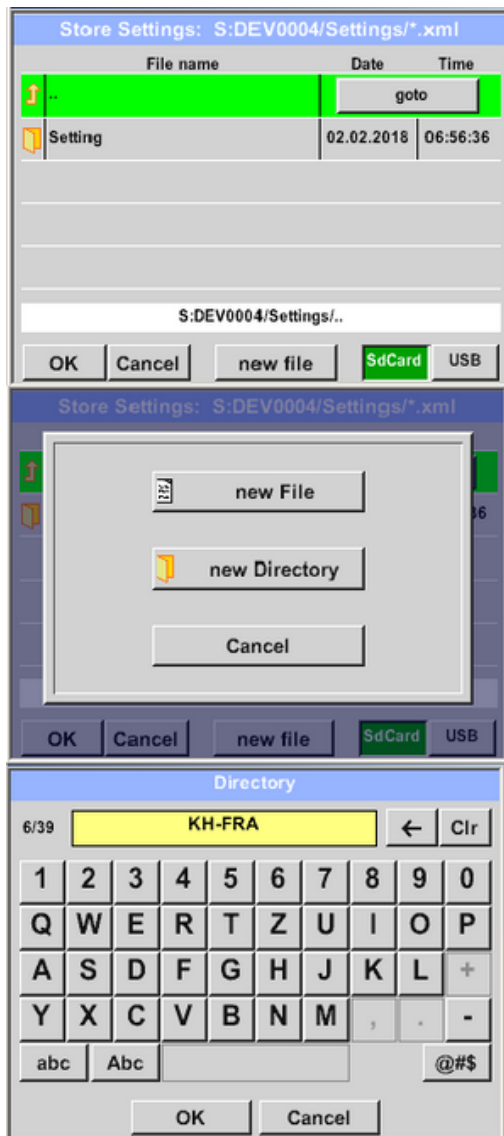 Store Settings: S:DEV0004/Settings/*.xml
File name Date Time
.. goto
Setting 02.02.2018 06:56:36
S:DEV0004/Settings/..
OK Cancel new file SdCard USB
Store Settings: S:DEV0004/Settings/*.xml
new File
36
new Directory
Cancel
OK Cancel new file SdCard USB
Directory
6/39 KH-FRA ← Clr
1 2 3 4 5 6 7 8 9 0
Q W E R T Z U I O P
A S D F G H J K L +
Y X C V B N M , . -
abc Abc @#$
OK Cancel